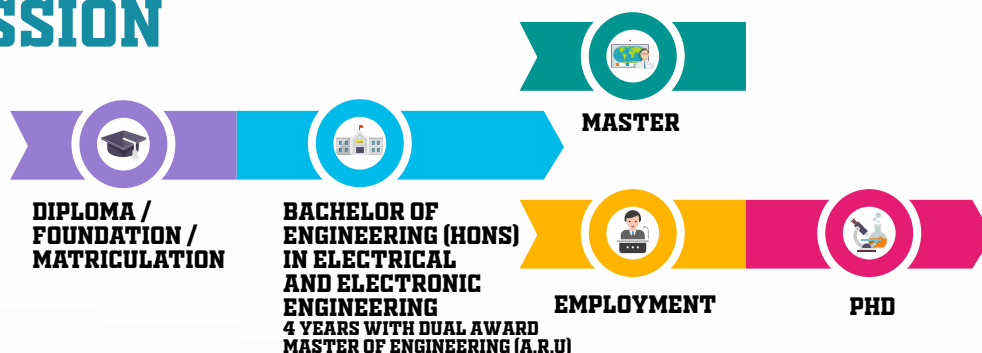 SSION
MASTER
DIPLOMA /
FOUNDATION /
MATRICULATION
BACHELOR OF
ENGINEERING (HONS)
IN ELECTRICAL
AND ELECTRONIC
ENGINEERING
4 YEARS WITH DUAL AWARD
MASTER OF ENGINEERING (A.R.U)
EMPLOYMENT
PHD